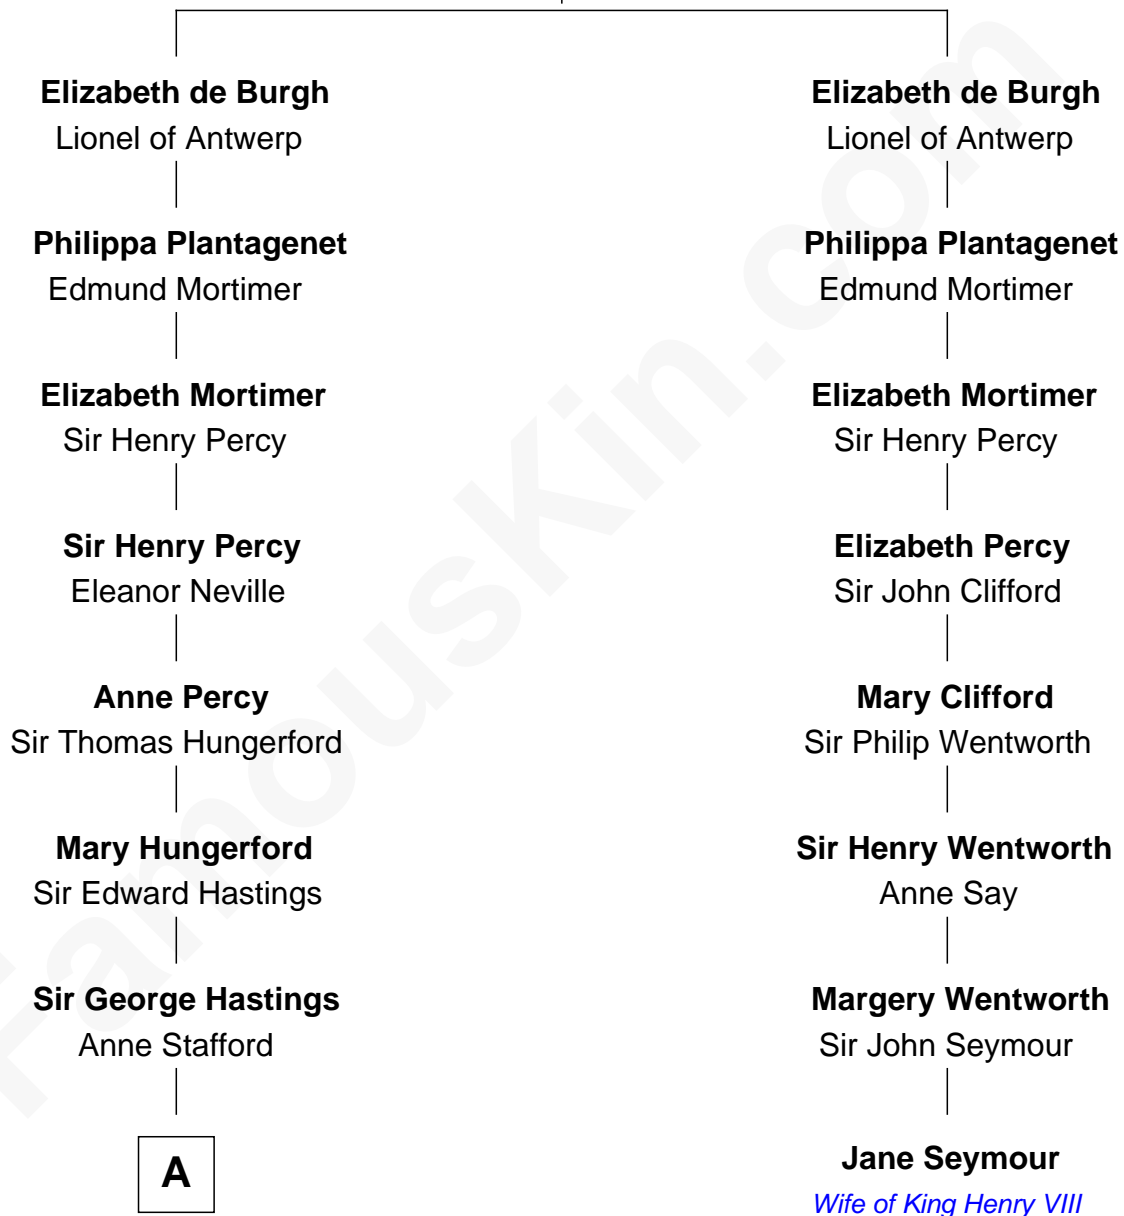 Elizabeth de Burgh
Lionel of Antwerp
Philippa Plantagenet
Edmund Mortimer
Elizabeth Mortimer
Sir Henry Percy
Sir Henry Percy
Eleanor Neville
Anne Percy
Sir Thomas Hungerford
Mary Hungerford
Sir Edward Hastings
Sir George Hastings
Anne Stafford
A
Elizabeth de Burgh
Lionel of Antwerp
Philippa Plantagenet
Edmund Mortimer
Elizabeth Mortimer
Sir Henry Percy
Elizabeth Percy
Sir John Clifford
Mary Clifford
Sir Philip Wentworth
Sir Henry Wentworth
Anne Say
Margery Wentworth
Sir John Seymour
Jane Seymour
Wife of King Henry VIII
FamousKin.com